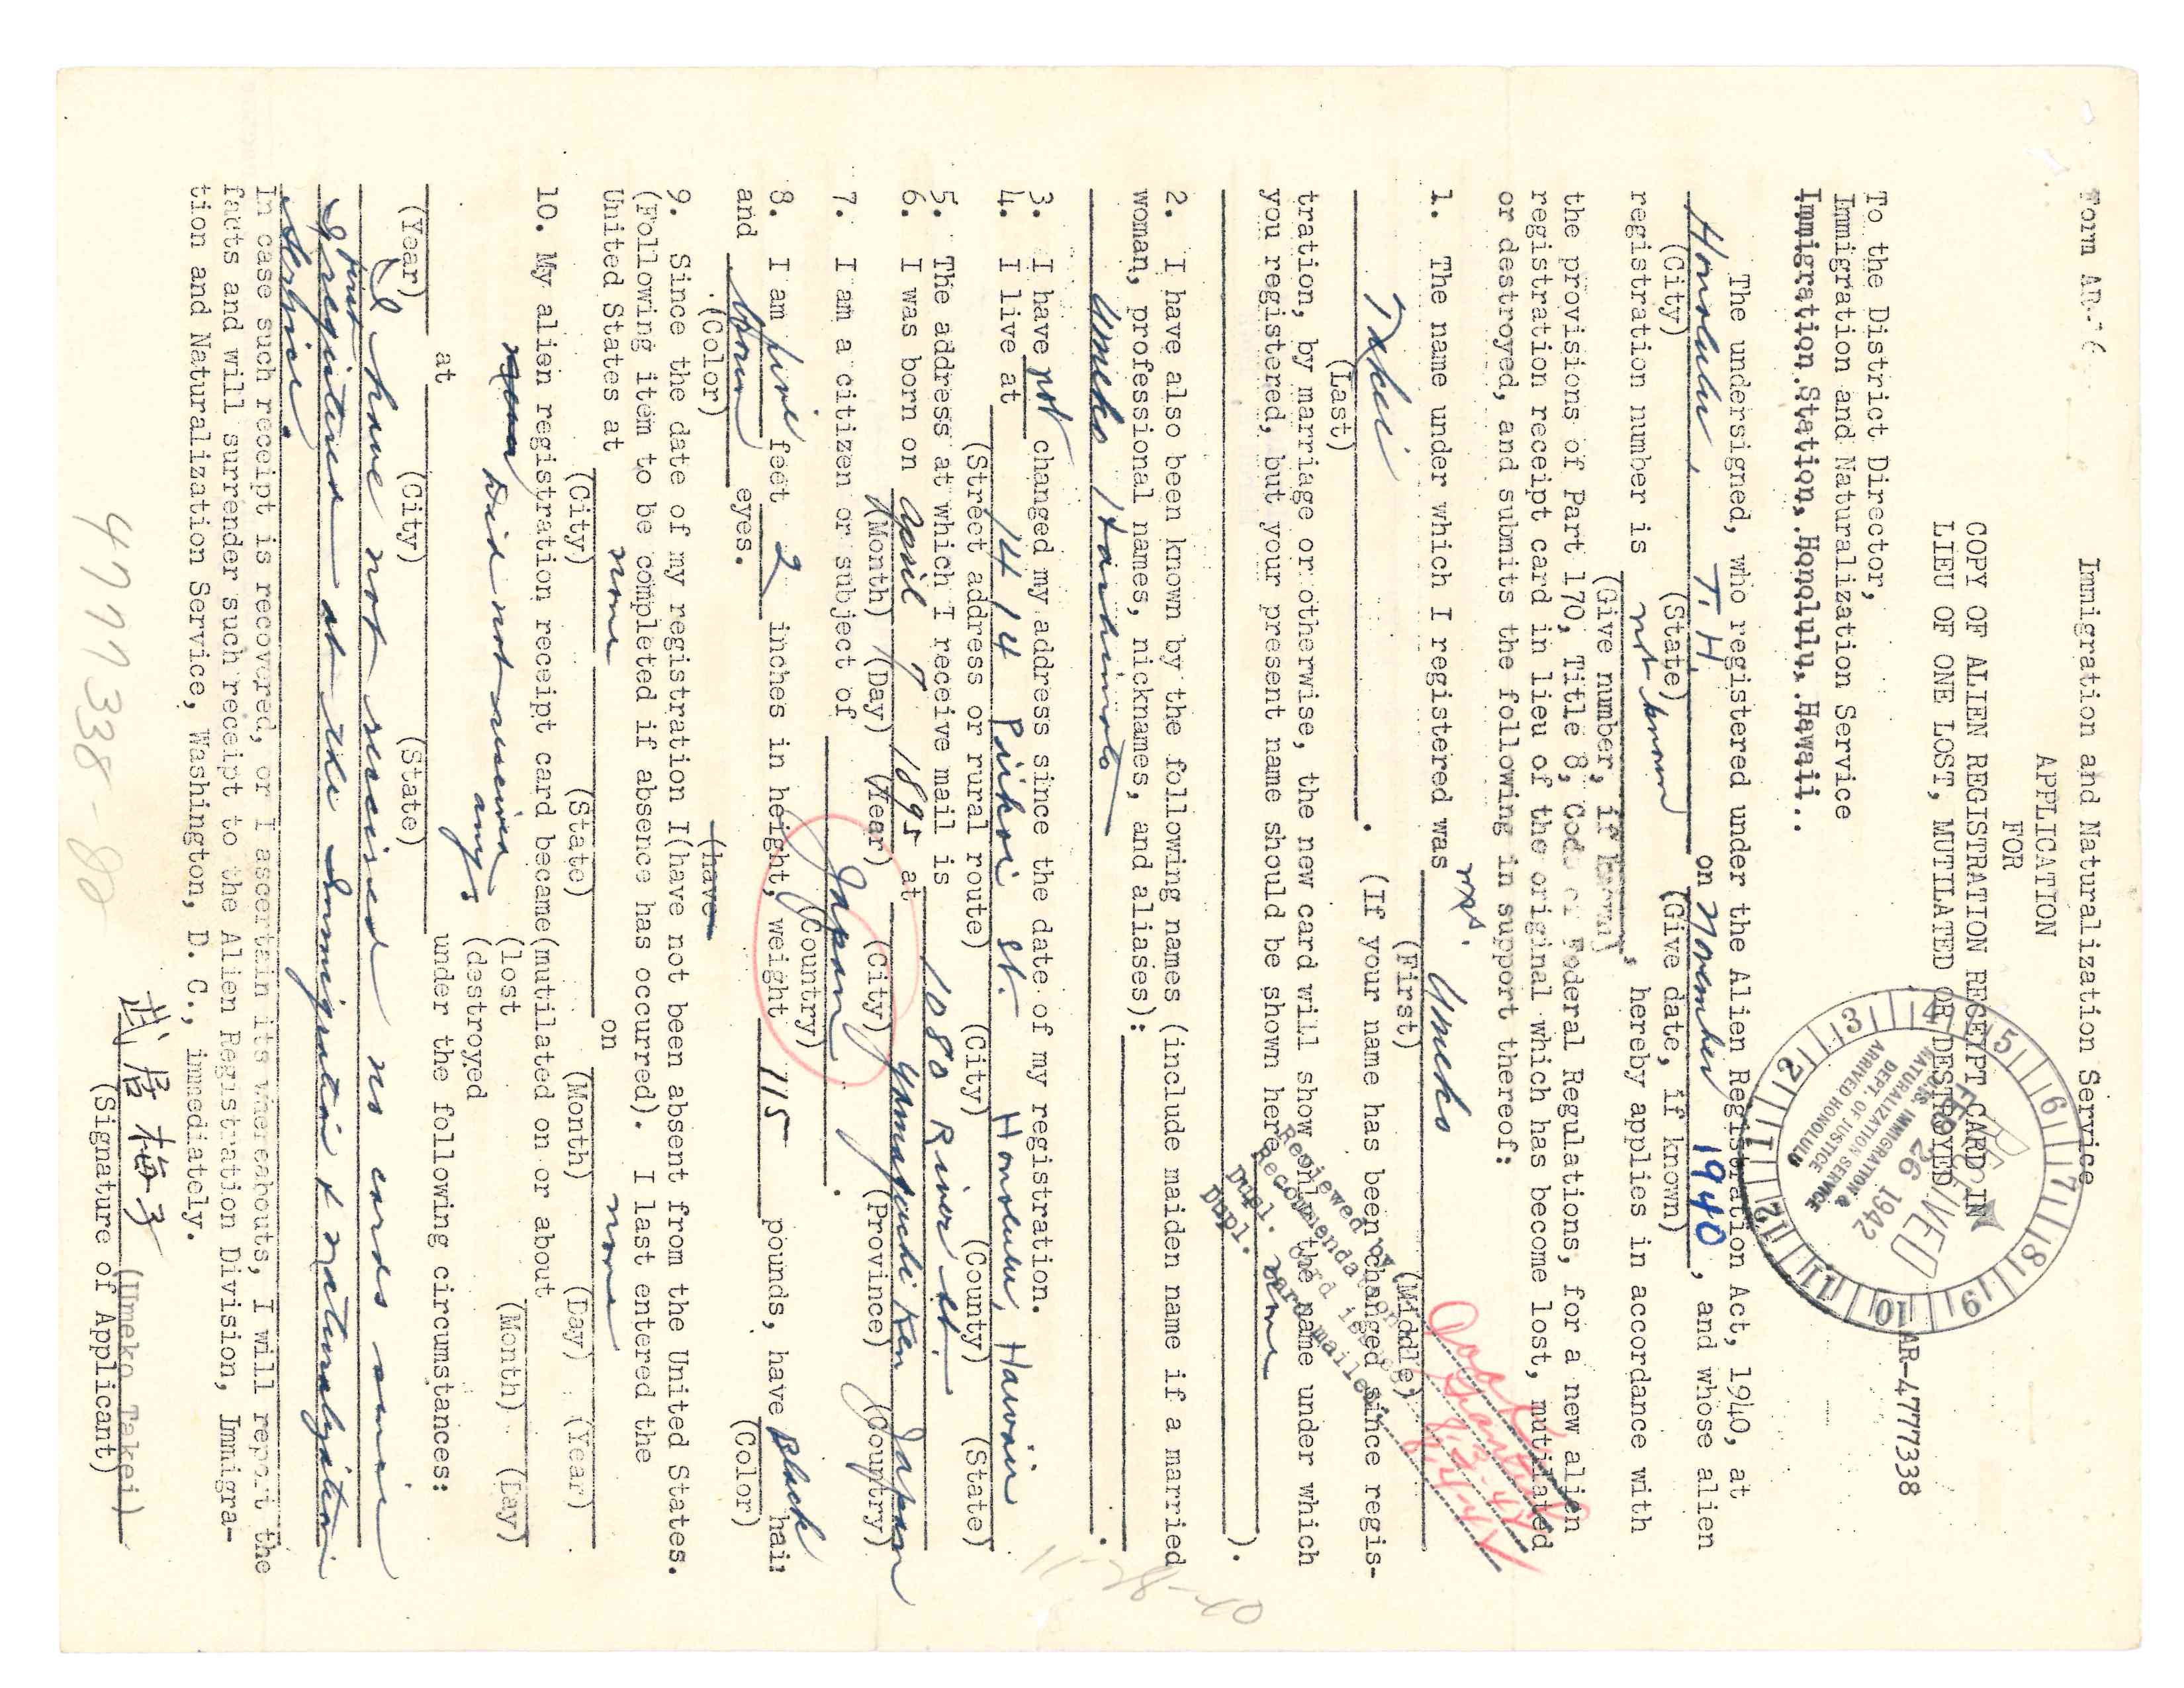 Form AR-16
Immigration and Naturalization Service
APPLICATION
FOR
COPY OF ALIEN REGISTRATION RECEIPT CARD IN
LIEU OF ONE LOST, MUTILATED OR DESTROYED
6 7 8 9 10 11 12 1 2 3 4 5
RECEIVED
FEB 26 1942
U.S. IMMIGRATION &
NATURALIZATION SERVICE
DEPT. OF JUSTICE
ARRIVED HONOLULU
AR-4777338
To the District Director,
Immigration and Naturalization Service
Immigration Station, Honolulu, Hawaii..
The undersigned, who registered under the Alien Registration Act, 1940, at
Honolulu, T. H. on November 1940, and whose alien
(City) (State) (Give date, if known)
registration number is not known, hereby applies in accordance with
(Give number, if known)
the provisions of Part 170, Title 8, Code of Federal Regulations, for a new alien
registration receipt card in lieu of the original which has become lost, mutilated
or destroyed, and submits the following in support thereof:
1. The name under which I registered was Mrs. Umeko
(First) (Middle)
Takei. (If your name has been changed since regis-
(Last)
tration, by marriage or otherwise, the new card will show only the name under which
you registered, but your present name should be shown here none
).
Reviewed by
Recommendation
Dupl. card issued
Dupl. card mailed
8-3-42
8-4-42
2. I have also been known by the following names (include maiden name if a married
woman, professional names, nicknames, and aliases):
Umeko Hashimoto.
3. I have not changed my address since the date of my registration.
4. I live at 1414 Piikoi St. Honolulu, Hawaii
(Street address or rural route) (City) (County) (State)
5. The address at which I receive mail is 1080 River St.
6. I was born on April 7 1895 at Yamaguchi Ken Japan
(Month) (Day) (Year) (City) (Province) (Country)
7. I am a citizen or subject of Japan.
(Country)
8. I am five feet 2 inches in height, weight 115 pounds, have Black hair
and brown eyes. (Color)
(Color) (have
9. Since the date of my registration I(have not been absent from the United States.
(Following item to be completed if absence has occurred). I last entered the
United States at none on none
(City) (State) (Month) (Day) (Year)
10. My alien registration receipt card became(mutilated on or about
Did not received (lost (Month) (Day)
any. (destroyed
at under the following circumstances:
(Year) (City) (State)
I have not received no cards since
first
I registered at the Immigration & Naturalization
Service.
In case such receipt is recovered, or I ascertain its whereabouts, I will report the
facts and will surrender such receipt to the Alien Registration Division, Immigra-
tion and Naturalization Service, Washington, D. C., immediately.
武居梅子 (Umeko Takei)
(Signature of Applicant)
4777338-